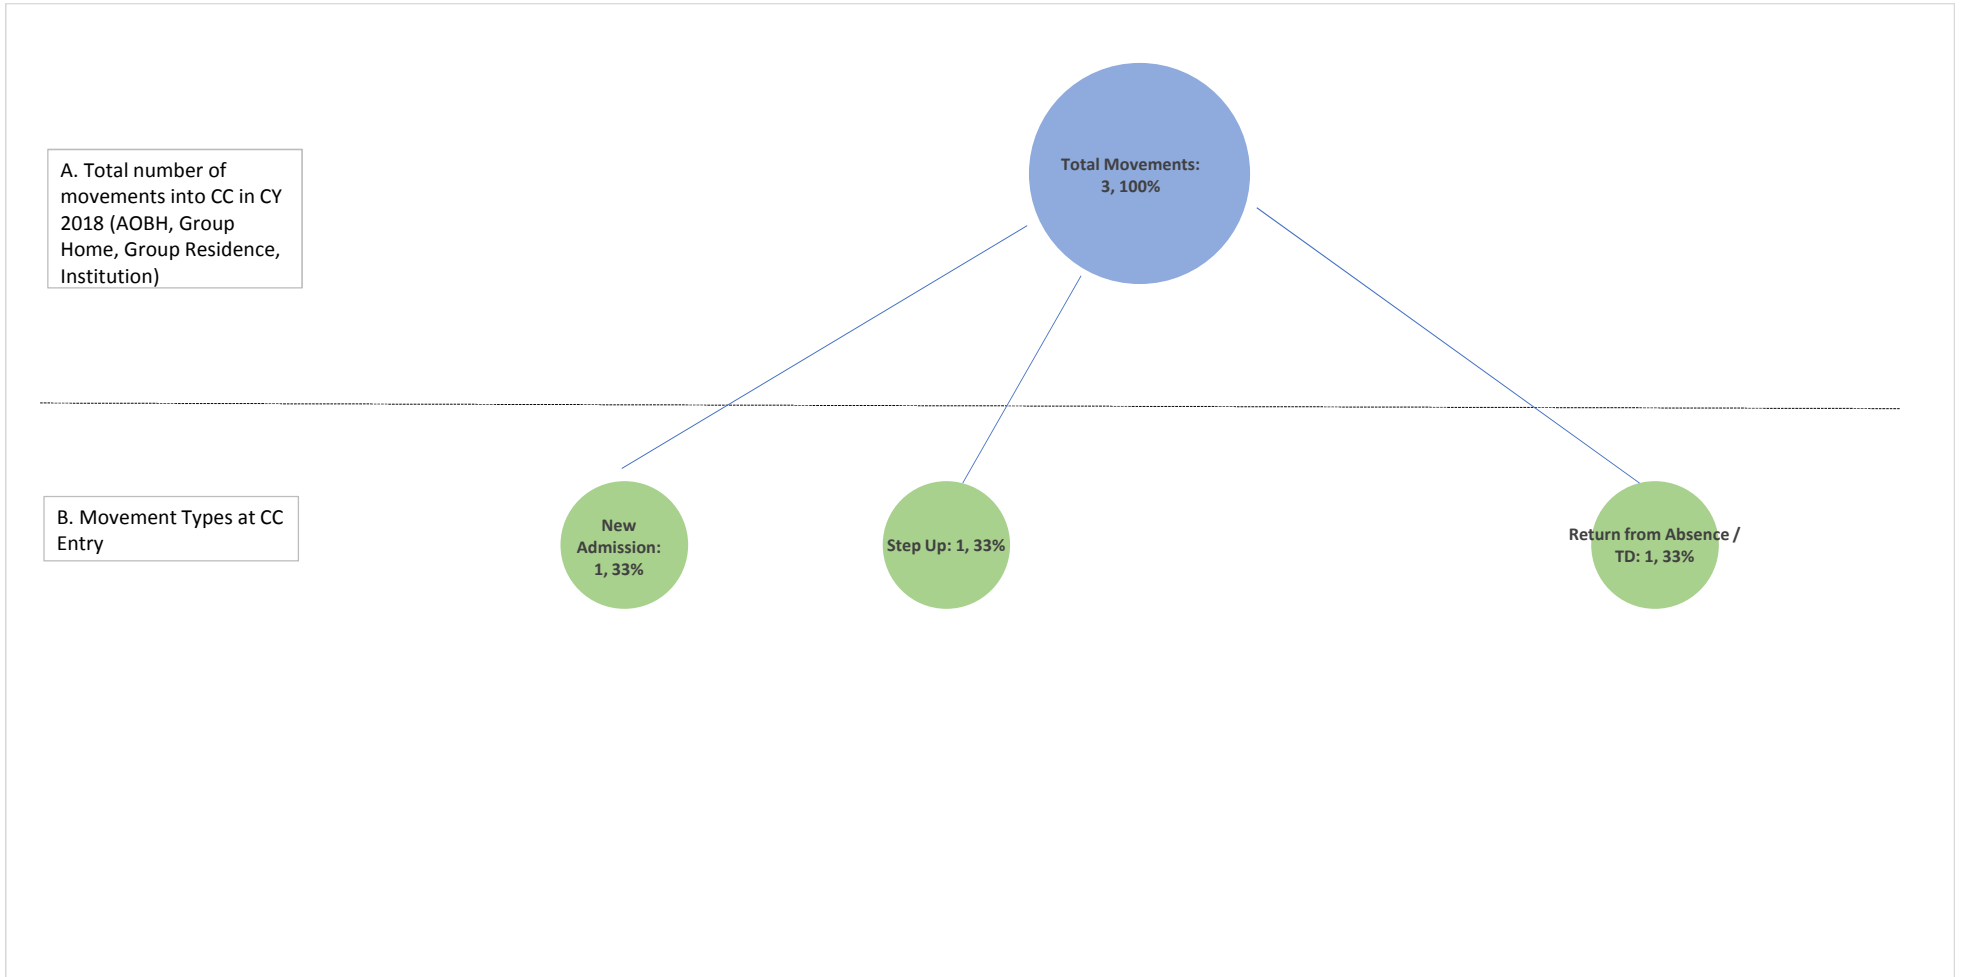 Total Movements:
3, 100%
A. Total number of
movements into CC in CY
2018 (AOBH, Group
Home, Group Residence,
Institution)
B. Movement Types at CC
Entry
New
Admission:
1, 33%
Step Up: 1, 33%
Return from Absence /
TD: 1, 33%